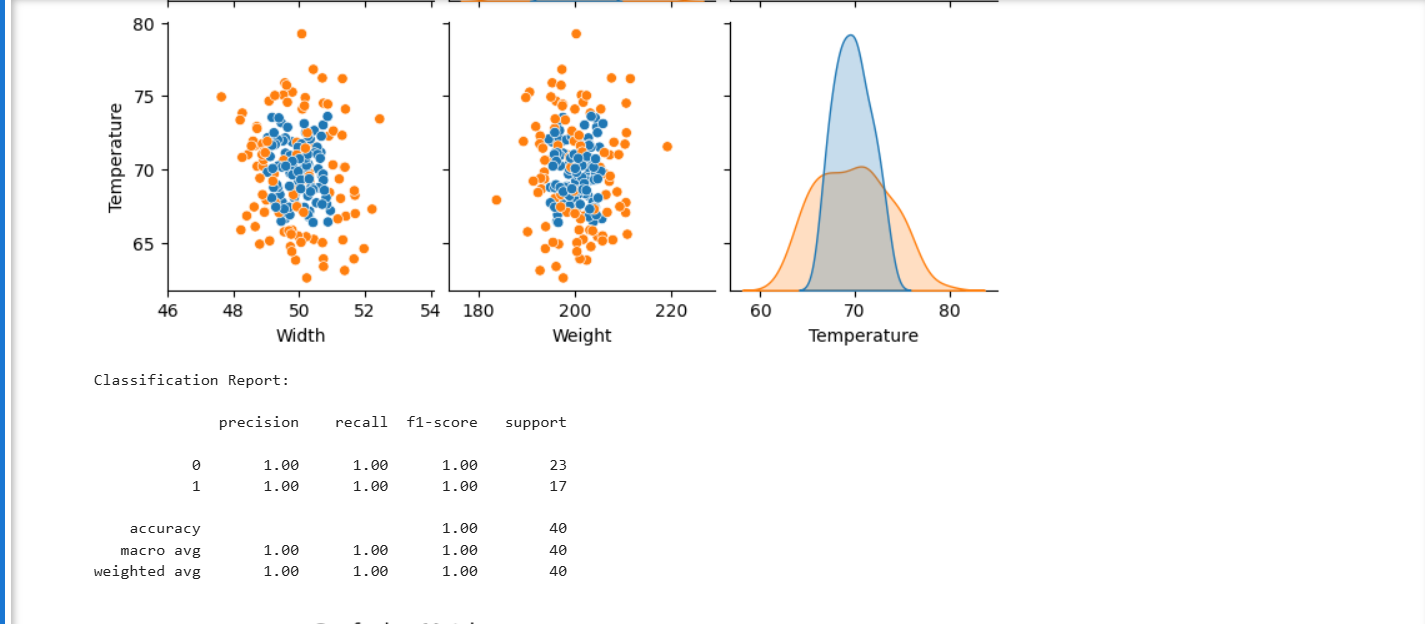 80
75
70
65
Temperature
46 48 50 52 54
Width
180 200 220
Weight
60 70 80
Temperature
Classification Report:
precision recall f1-score support
0 1.00 1.00 1.00 23
1 1.00 1.00 1.00 17
accuracy 1.00 40
macro avg 1.00 1.00 1.00 40
weighted avg 1.00 1.00 1.00 40